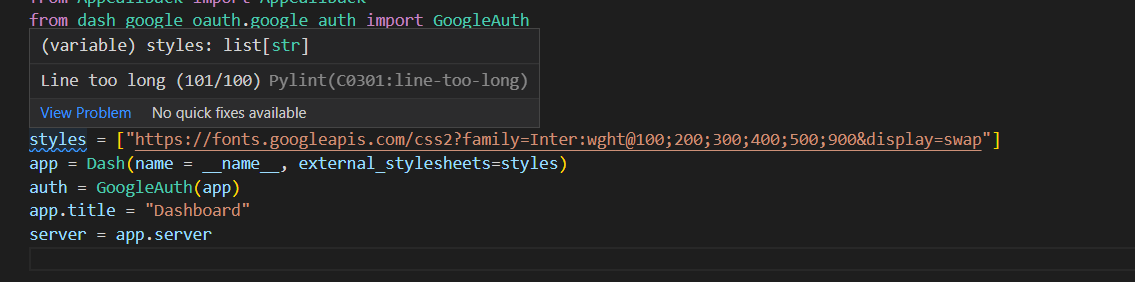 from AppCallback import AppCallback
from dash_google_oauth.google_auth import GoogleAuth
(variable) styles: list[str]
Line too long (101/100) Pylint(C0301:line-too-long)
View Problem No quick fixes available
styles = ["https://fonts.googleapis.com/css2?family=Inter:wght@100;200;300;400;500;900&display=swap"]
app = Dash(name = __name__, external_stylesheets=styles)
auth = GoogleAuth(app)
app.title = "Dashboard"
server = app.server